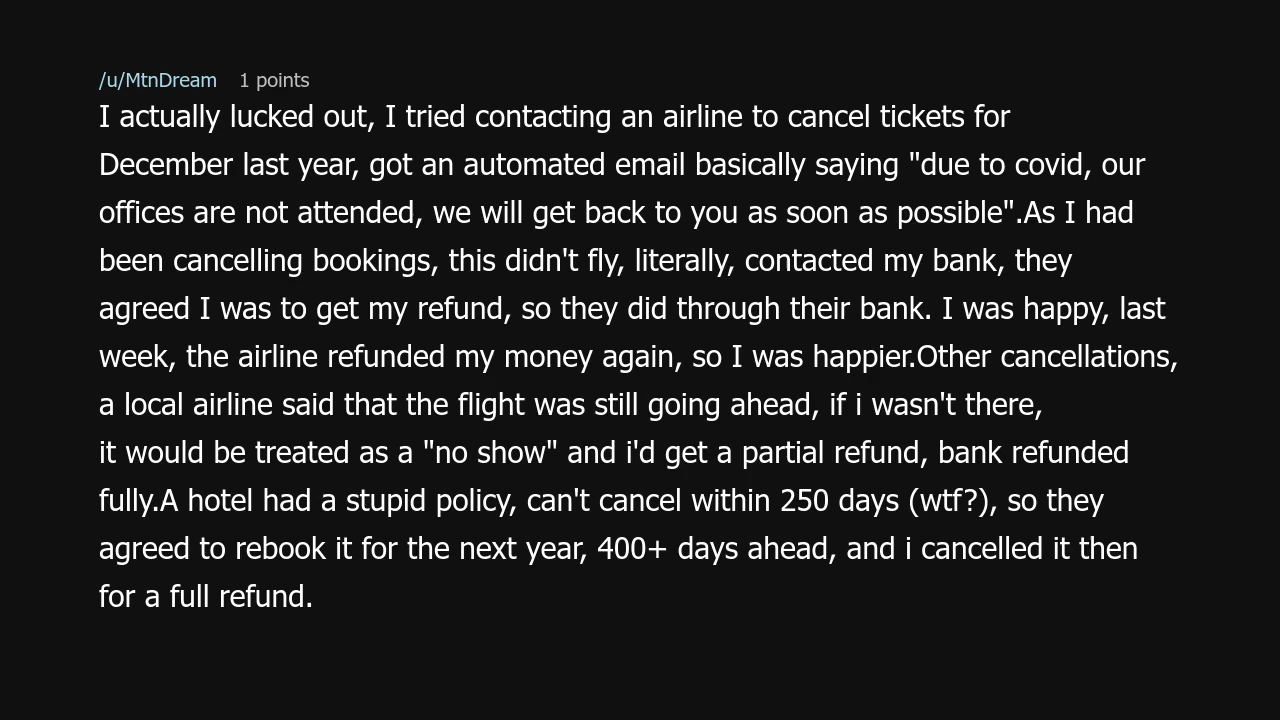 /u/MtnDream 1 points
I actually lucked out, I tried contacting an airline to cancel tickets for
December last year, got an automated email basically saying "due to covid, our
offices are not attended, we will get back to you as soon as possible".As I had
been cancelling bookings, this didn't fly, literally, contacted my bank, they
agreed I was to get my refund, so they did through their bank. I was happy, last
week, the airline refunded my money again, so I was happier.Other cancellations,
a local airline said that the flight was still going ahead, if i wasn't there,
it would be treated as a "no show" and i'd get a partial refund, bank refunded
fully.A hotel had a stupid policy, can't cancel within 250 days (wtf?), so they
agreed to rebook it for the next year, 400+ days ahead, and i cancelled it then
for a full refund.